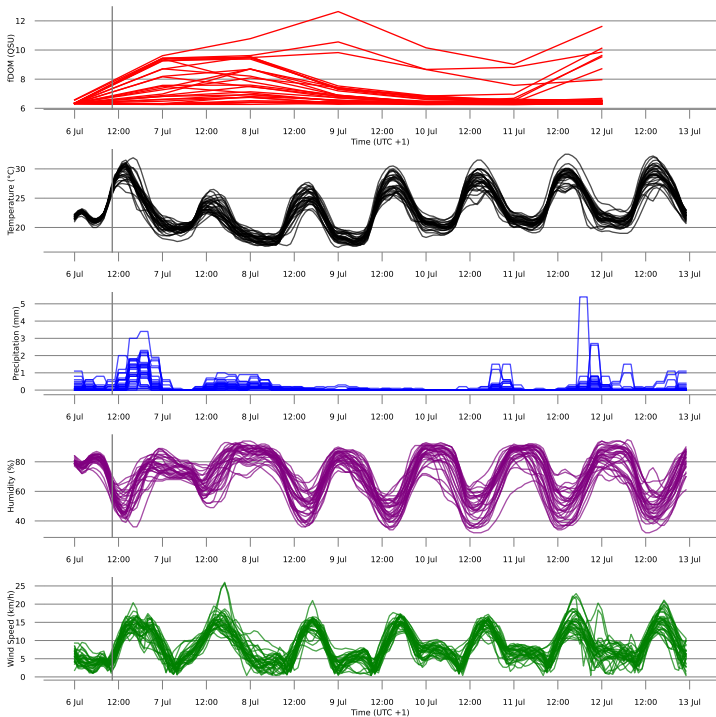 fDOM (QSU)
12
10
8
6
6 Jul 12:00 7 Jul 12:00 8 Jul 12:00 9 Jul 12:00 10 Jul 12:00 11 Jul 12:00 12 Jul 12:00 13 Jul
Time (UTC +1)
Temperature (°C)
30
25
20
6 Jul 12:00 7 Jul 12:00 8 Jul 12:00 9 Jul 12:00 10 Jul 12:00 11 Jul 12:00 12 Jul 12:00 13 Jul
Precipitation (mm)
5
4
3
2
1
0
6 Jul 12:00 7 Jul 12:00 8 Jul 12:00 9 Jul 12:00 10 Jul 12:00 11 Jul 12:00 12 Jul 12:00 13 Jul
Humidity (%)
80
60
40
6 Jul 12:00 7 Jul 12:00 8 Jul 12:00 9 Jul 12:00 10 Jul 12:00 11 Jul 12:00 12 Jul 12:00 13 Jul
Wind Speed (km/h)
25
20
15
10
5
0
6 Jul 12:00 7 Jul 12:00 8 Jul 12:00 9 Jul 12:00 10 Jul 12:00 11 Jul 12:00 12 Jul 12:00 13 Jul
Time (UTC +1)